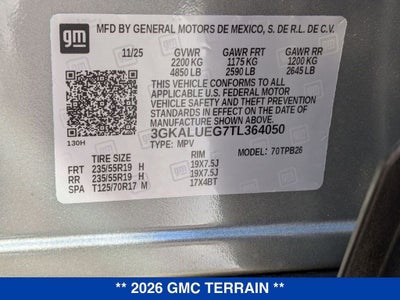 gm
MFD BY GENERAL MOTORS DE MEXICO, S. DE R.L. DE C.V.
11/25 GVWR GAWR FRT GAWR RR
2200 KG 1175 KG 1200 KG
4850 LB 2590 LB 2645 LB
THIS VEHICLE CONFORMS TO ALL
APPLICABLE U.S. FEDERAL MOTOR
VEHICLE SAFETY AND THEFT PREVENTION
STANDARDS IN EFFECT ON THE DATE OF
MANUFACTURE SHOWN ABOVE.
3GKALUEG7TL364050
130H TYPE: MPV MODEL: 70TPB26
TIRE SIZE RIM
FRT 235/55R19 H 19X7.5J
RR 235/55R19 H 19X7.5J
SPA T125/70R17 M 17X4BT
** 2026 GMC TERRAIN **